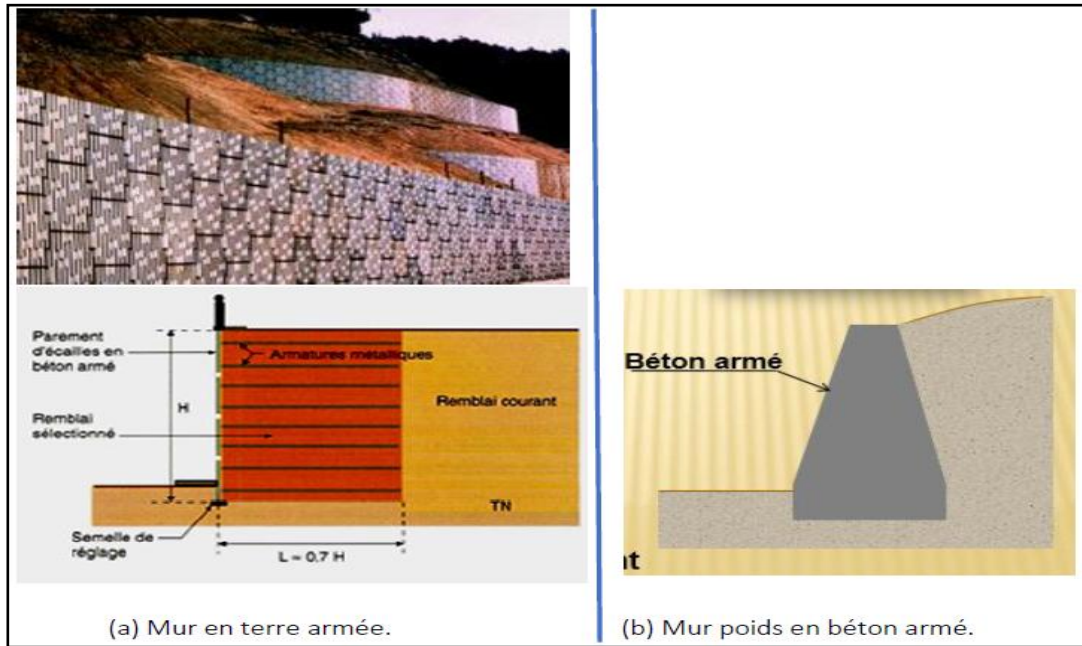 Parement
d'écailles en
béton armé
Armatures métalliques
H
Remblai courant
Remblai
sélectionné
TN
Semelle de
réglage
L = 0,7 H
Béton armé
nt
(a) Mur en terre armée.
(b) Mur poids en béton armé.